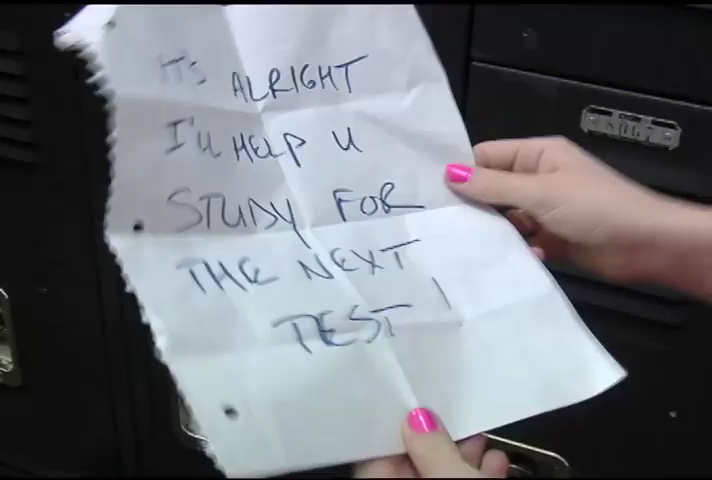 IT'S ALRIGHT
I'll HELP U
STUDY FOR
THE NEXT
TEST!